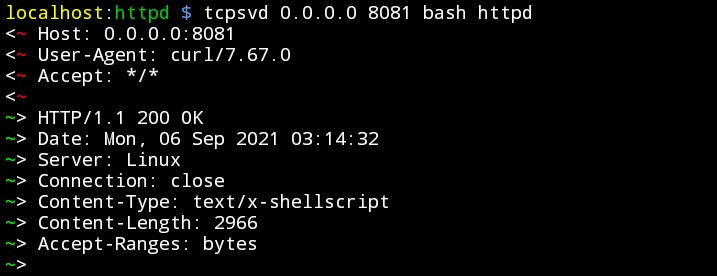 localhost:httpd $ tcpsvd 0.0.0.0 8081 bash httpd
<~ Host: 0.0.0.0:8081
<~ User-Agent: curl/7.67.0
<~ Accept: */*
<~
~> HTTP/1.1 200 OK
~> Date: Mon, 06 Sep 2021 03:14:32
~> Server: Linux
~> Connection: close
~> Content-Type: text/x-shellscript
~> Content-Length: 2966
~> Accept-Ranges: bytes
~>